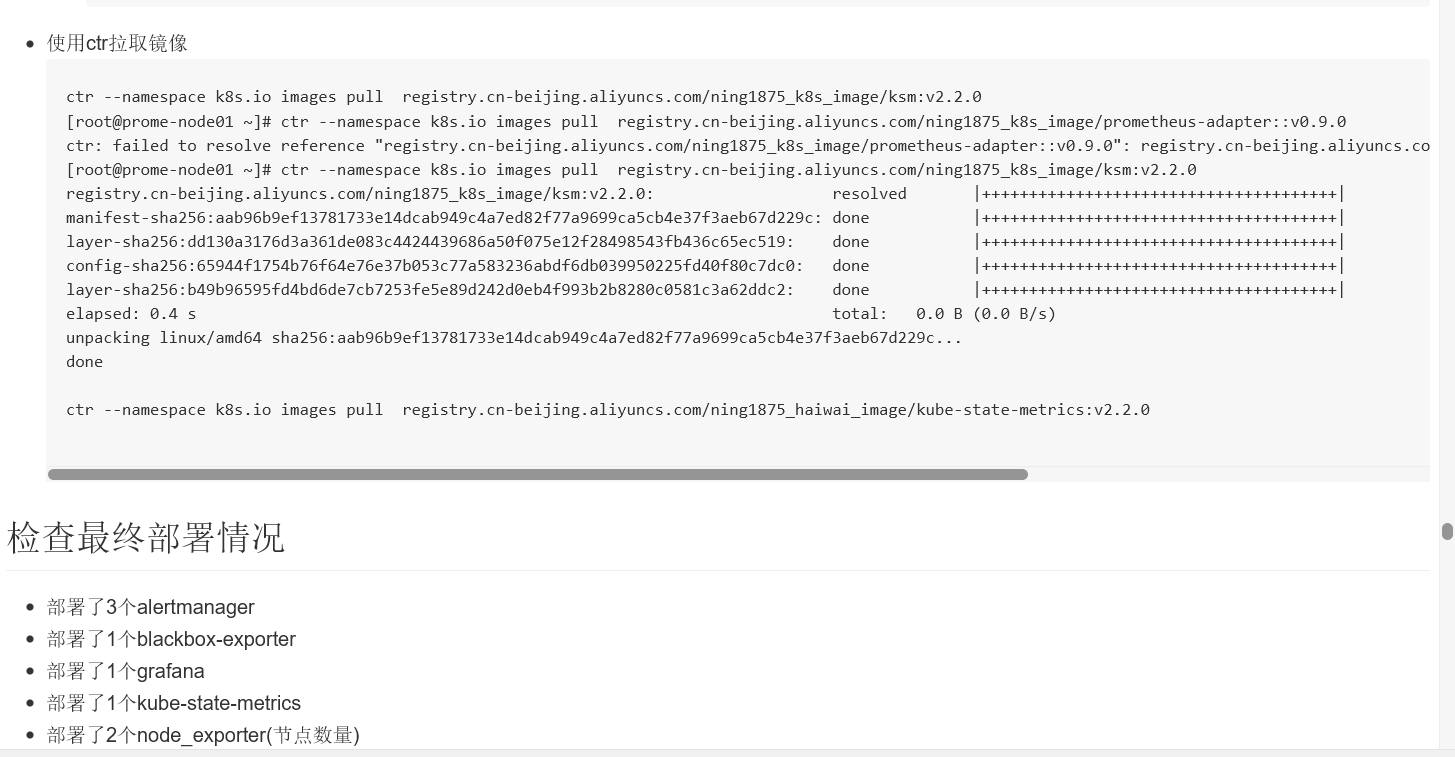 使用ctr拉取镜像
ctr --namespace k8s.io images pull  registry.cn-beijing.aliyuncs.com/ning1875_k8s_image/ksm:v2.2.0
[root@prome-node01 ~]# ctr --namespace k8s.io images pull  registry.cn-beijing.aliyuncs.com/ning1875_k8s_image/prometheus-adapter::v0.9.0
ctr: failed to resolve reference "registry.cn-beijing.aliyuncs.com/ning1875_k8s_image/prometheus-adapter::v0.9.0": registry.cn-beijing.aliyuncs.co
[root@prome-node01 ~]# ctr --namespace k8s.io images pull  registry.cn-beijing.aliyuncs.com/ning1875_k8s_image/ksm:v2.2.0
registry.cn-beijing.aliyuncs.com/ning1875_k8s_image/ksm:v2.2.0:                   resolved       |++++++++++++++++++++++++++++++++++++++|
manifest-sha256:aab96b9ef13781733e14dcab949c4a7ed82f77a9699ca5cb4e37f3aeb67d229c: done           |++++++++++++++++++++++++++++++++++++++|
layer-sha256:dd130a3176d3a361de083c4424439686a50f075e12f28498543fb436c65ec519:    done           |++++++++++++++++++++++++++++++++++++++|
config-sha256:65944f1754b76f64e76e37b053c77a583236abdf6db039950225fd40f80c7dc0:   done           |++++++++++++++++++++++++++++++++++++++|
layer-sha256:b49b96595fd4bd6de7cb7253fe5e89d242d0eb4f993b2b8280c0581c3a62ddc2:    done           |++++++++++++++++++++++++++++++++++++++|
elapsed: 0.4 s                                                                    total:   0.0 B (0.0 B/s)
unpacking linux/amd64 sha256:aab96b9ef13781733e14dcab949c4a7ed82f77a9699ca5cb4e37f3aeb67d229c...
done
ctr --namespace k8s.io images pull  registry.cn-beijing.aliyuncs.com/ning1875_haiwai_image/kube-state-metrics:v2.2.0
检查最终部署情况
部署了3个alertmanager
部署了1个blackbox-exporter
部署了1个grafana
部署了1个kube-state-metrics
部署了2个node_exporter(节点数量)